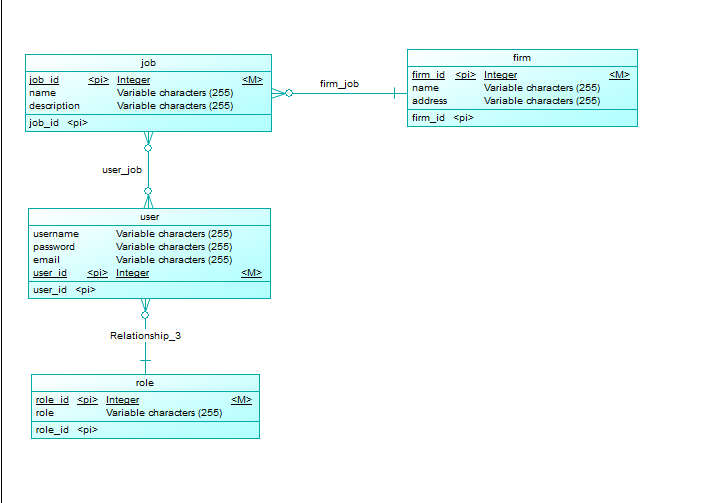 job
job_id <pi> Integer <M>
name Variable characters (255)
description Variable characters (255)
job_id <pi>
firm_job
firm
firm_id <pi> Integer <M>
name Variable characters (255)
address Variable characters (255)
firm_id <pi>
user_job
user
username Variable characters (255)
password Variable characters (255)
email Variable characters (255)
user_id <pi> Integer <M>
user_id <pi>
Relationship_3
role
role_id <pi> Integer <M>
role Variable characters (255)
role_id <pi>